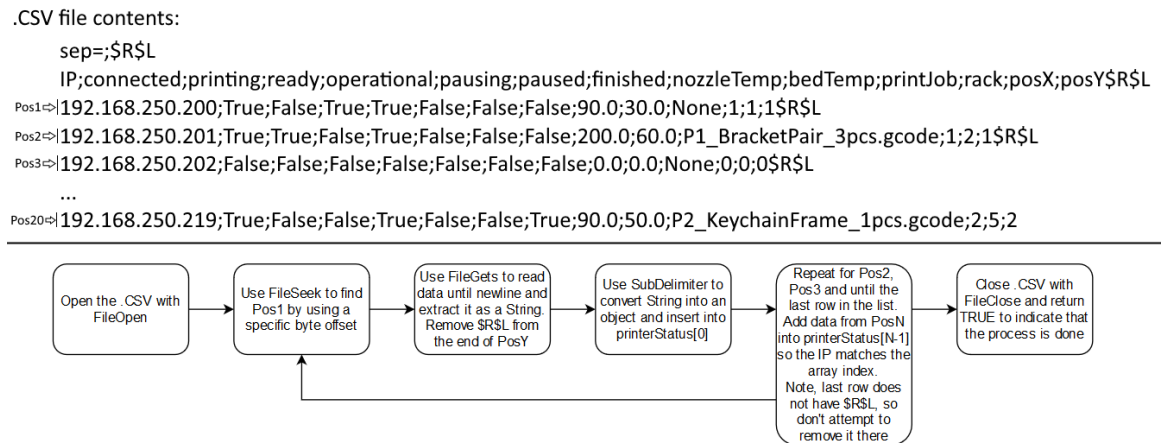 .CSV file contents:
sep=;$R$L
IP;connected;printing;ready;operational;pausing;paused;finished;nozzleTemp;bedTemp;printJob;rack;posX;posY$R$L
Pos1⇨|192.168.250.200;True;False;True;True;False;False;False;90.0;30.0;None;1;1;1$R$L
Pos2⇨|192.168.250.201;True;True;False;True;False;False;False;200.0;60.0;P1_BracketPair_3pcs.gcode;1;2;1$R$L
Pos3⇨|192.168.250.202;False;False;False;False;False;False;False;0.0;0.0;None;0;0;0$R$L
...
Pos20⇨|192.168.250.219;True;False;False;True;False;False;True;90.0;50.0;P2_KeychainFrame_1pcs.gcode;2;5;2
Open the .CSV with
FileOpen
Use FileSeek to find
Pos1 by using a
specific byte offset
Use FileGets to read
data until newline and
extract it as a String.
Remove $R$L from
the end of PosY
Use SubDelimiter to
convert String into an
object and insert into
printerStatus[0]
Repeat for Pos2,
Pos3 and until the
last row in the list.
Add data from PosN
into printerStatus[N-1]
so the IP matches the
array index.
Note, last row does
not have $R$L, so
don't attempt to
remove it there
Close .CSV with
FileClose and return
TRUE to indicate that
the process is done